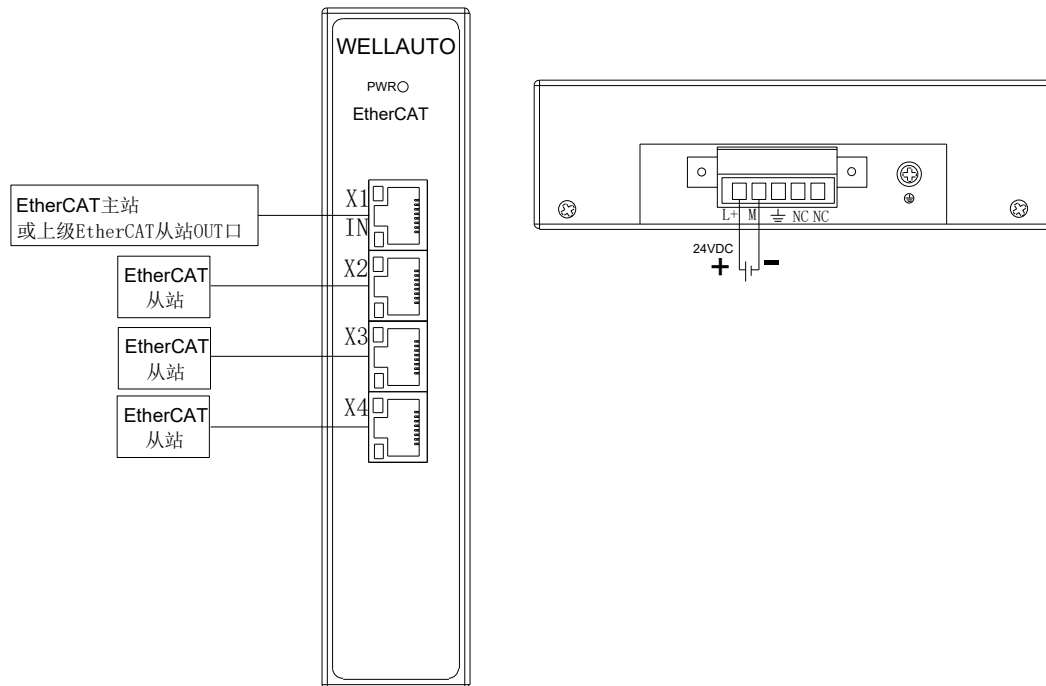 WELLAUTO
PWR
EtherCAT
X1
IN
EtherCAT主站
或上级EtherCAT从站OUT口
X2
EtherCAT
从站
X3
EtherCAT
从站
X4
EtherCAT
从站
L+ M NC NC
24VDC
+ -